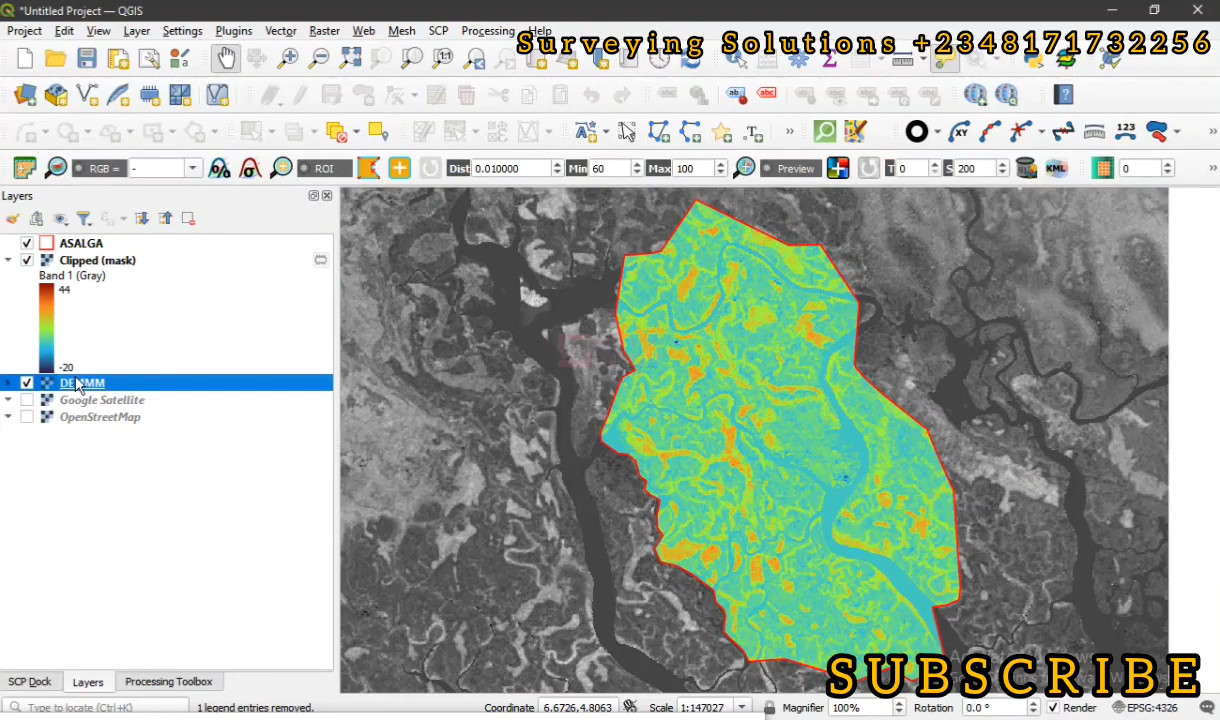 *Untitled Project — QGIS
Project Edit View Layer Settings Plugins Vector Raster Web Mesh SCP Processing Help
Surveying Solutions +2348171732256
RGB = - ROI Dist 0.010000 Min 60 Max 100 Preview T 0 S 200 KML 0
Layers
ASALGA
Clipped (mask)
Band 1 (Gray)
44
-20
Google Satellite
OpenStreetMap
SUBSCRIBE
SCP Dock Layers Processing Toolbox
Type to locate (Ctrl+K) 1 legend entries removed. Coordinate 6.6726,4.8063 Scale 1:147027 Magnifier 100% Rotation 0.0 ° Render EPSG:4326